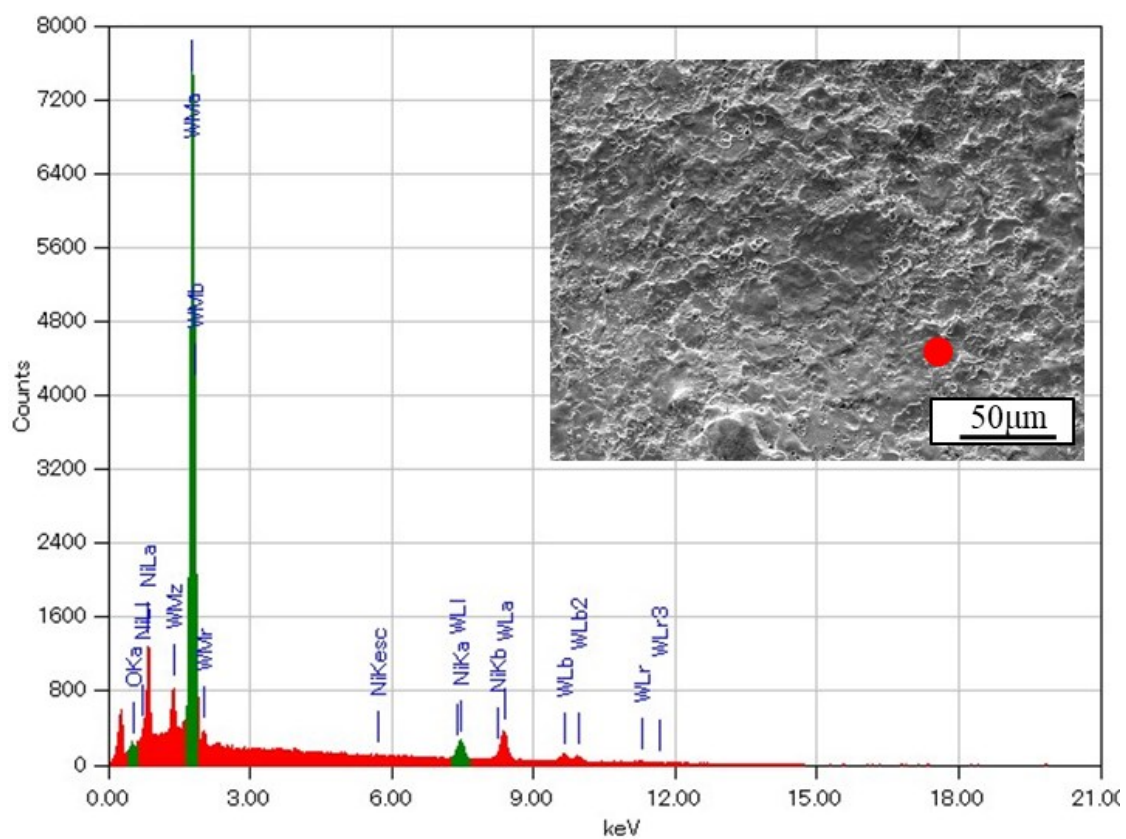 8000
7200
6400
5600
4800
4000
3200
2400
1600
800
0
Counts
OKa
NiLl
NiLa
WMz
WMa
WMb
WMr
NiKesc
NiKa
WLl
NiKb
WLa
WLb
WLb2
WLr
WLr3
50μm
0.00 3.00 6.00 9.00 12.00 15.00 18.00 21.00
keV